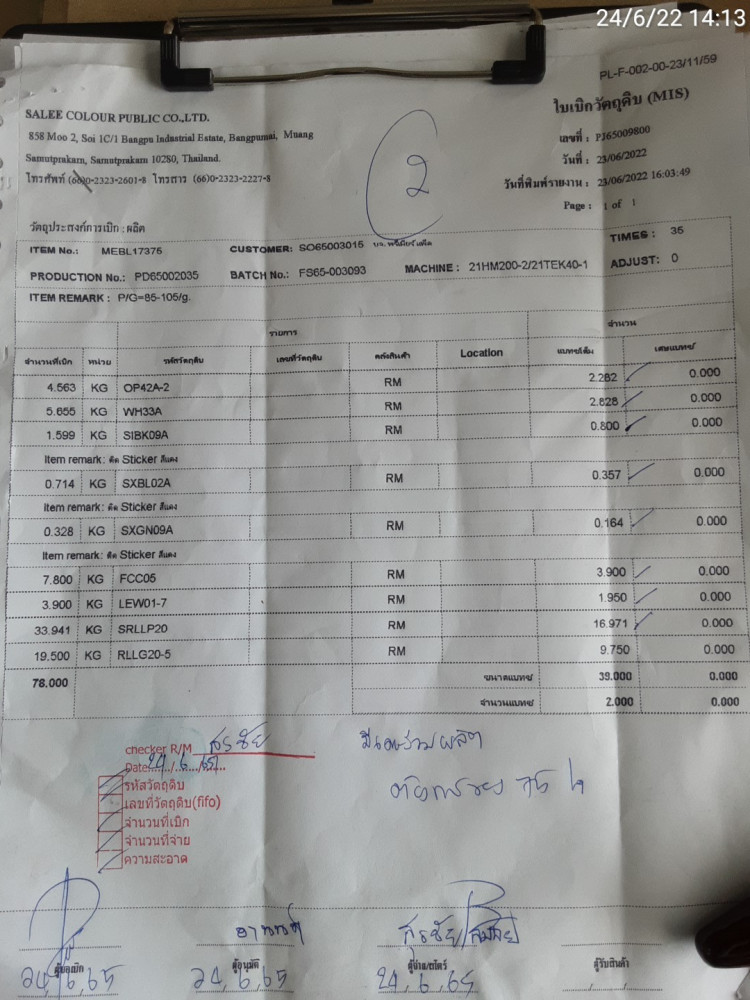 24/6/22 14:13
PL-F-002-00-23/11/59
ใบเบิกวัตถุดิบ (MIS)
SALEE COLOUR PUBLIC CO.,LTD.
858 Moo 2, Soi 1C/1 Bangpu Industrial Estate, Bangpumai, Muang
Samutprakarn, Samutprakarn 10280, Thailand.
โทรศัพท์ (66)0-2323-2601-8 โทรสาร (66)0-2323-2227-8
เลขที่ : PJ65009800
วันที่ : 23/06/2022
วันที่พิมพ์รายงาน : 23/06/2022 16:03:49
Page : 1 of 1
2
วัตถุประสงค์การเบิก : ผลิต
ITEM No.: MEBL17375 CUSTOMER: SO65003015 TIMES : 35
PRODUCTION No.: PD65002035 BATCH No.: FS65-003093 MACHINE : 21HM200-2/21TEK40-1 ADJUST: 0
ITEM REMARK : P/G=85-105/g.
รายการ จำนวน
จำนวนที่เบิก หน่วย รหัสวัตถุดิบ เลขที่วัตถุดิบ คลังสินค้า Location แบทช์เต็ม เศษแบทช์
4.563 KG OP42A-2 RM 2.282 0.000
5.655 KG WH33A RM 2.828 0.000
1.599 KG SIBK09A RM 0.800 0.000
Item remark: ติด Sticker สีแดง
0.714 KG SXBL02A RM 0.357 0.000
Item remark: ติด Sticker สีแดง
0.328 KG SXGN09A RM 0.164 0.000
Item remark: ติด Sticker สีแดง
7.800 KG FCC05 RM 3.900 0.000
3.900 KG LEW01-7 RM 1.950 0.000
33.941 KG SRLLP20 RM 16.971 0.000
19.500 KG RLLG20-5 RM 9.750 0.000
78.000 ขนาดแบทช์ 39.000 0.000
จำนวนแบทช์ 2.000 0.000
checker R/M สรชัย
Date 24/6/65
รหัสวัตถุดิบ
เลขที่วัตถุดิบ(fifo)
จำนวนที่เบิก
จำนวนที่จ่าย
ความสะอาด
อานนท์ สรชัย
ผู้ขอเบิก ผู้อนุมัติ ผู้จ่าย/สโตร์ ผู้รับสินค้า
24,6,65 24,6,65 24,6,65